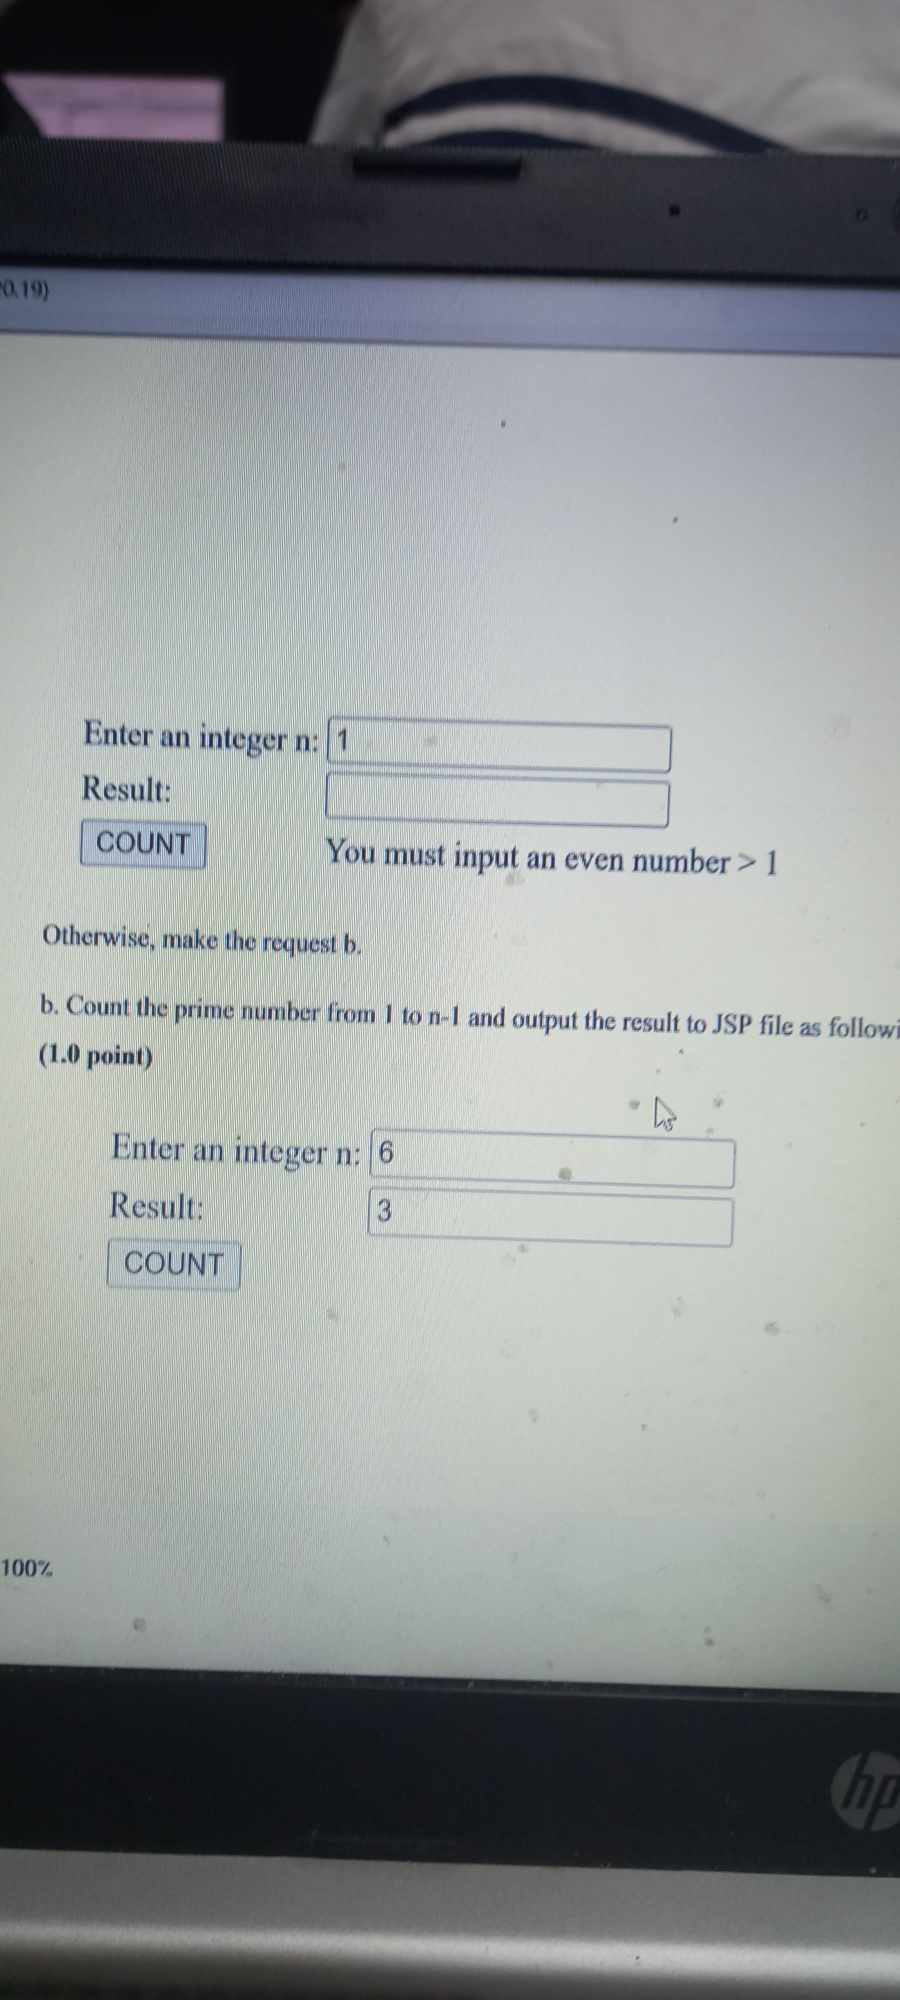 0.19)
Enter an integer n: 1
Result:
COUNT You must input an even number > 1
Otherwise, make the request b.
b. Count the prime number from 1 to n-1 and output the result to JSP file as followi
(1.0 point)
Enter an integer n: 6
Result: 3
COUNT
100%
hp